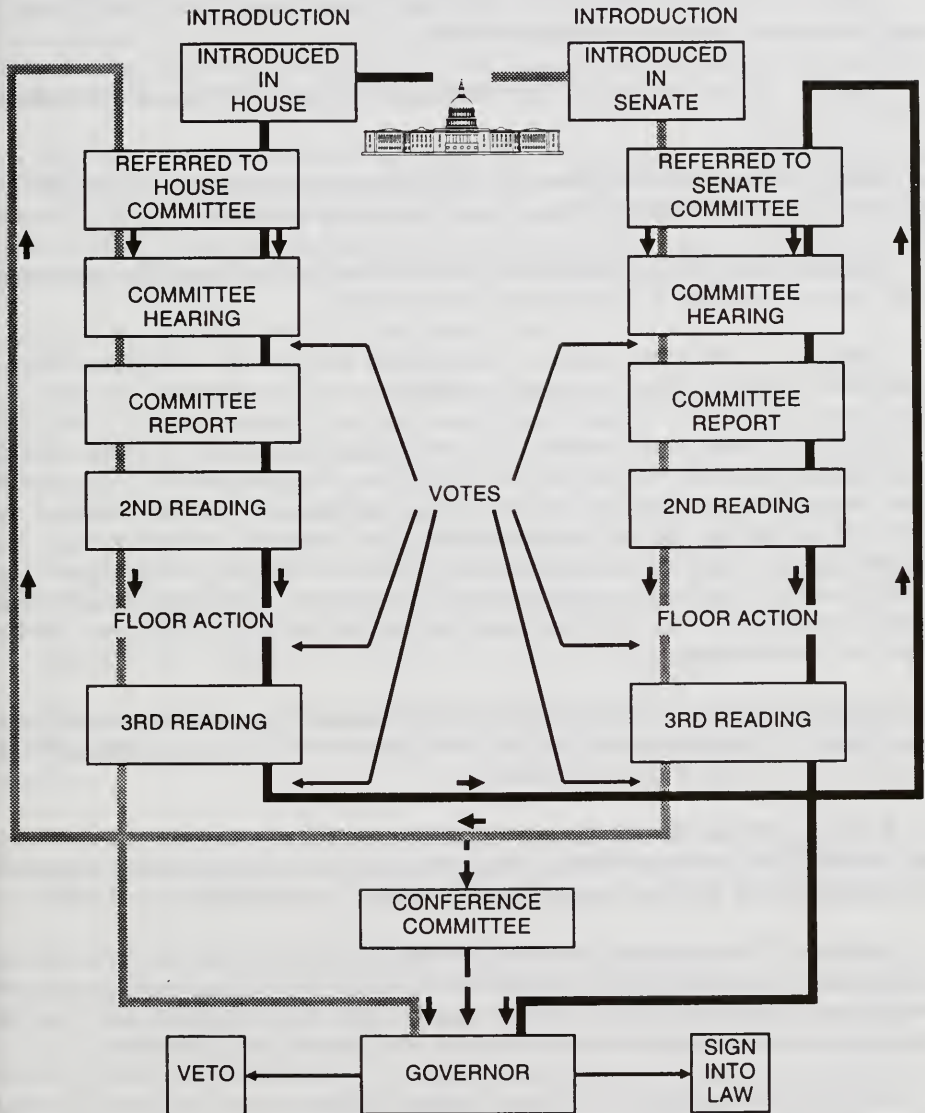 INTRODUCTION
INTRODUCTION
INTRODUCED
IN
HOUSE
INTRODUCED
IN
SENATE
REFERRED TO
HOUSE
COMMITTEE
REFERRED TO
SENATE
COMMITTEE
COMMITTEE
HEARING
COMMITTEE
HEARING
COMMITTEE
REPORT
COMMITTEE
REPORT
VOTES
2ND READING
2ND READING
FLOOR ACTION
FLOOR ACTION
3RD READING
3RD READING
CONFERENCE
COMMITTEE
VETO
GOVERNOR
SIGN
INTO
LAW